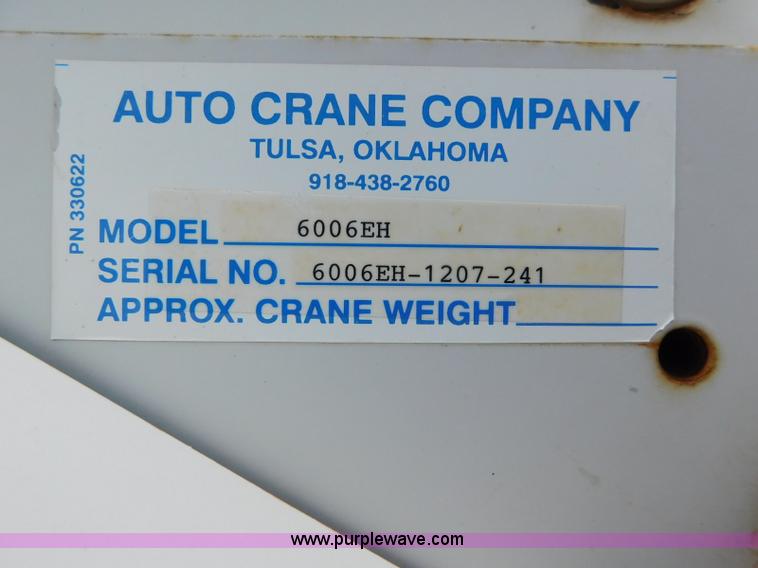 AUTO CRANE COMPANY
TULSA, OKLAHOMA
918-438-2760
PN 330622
MODEL 6006EH
SERIAL NO. 6006EH-1207-241
APPROX. CRANE WEIGHT
www.purplewave.com